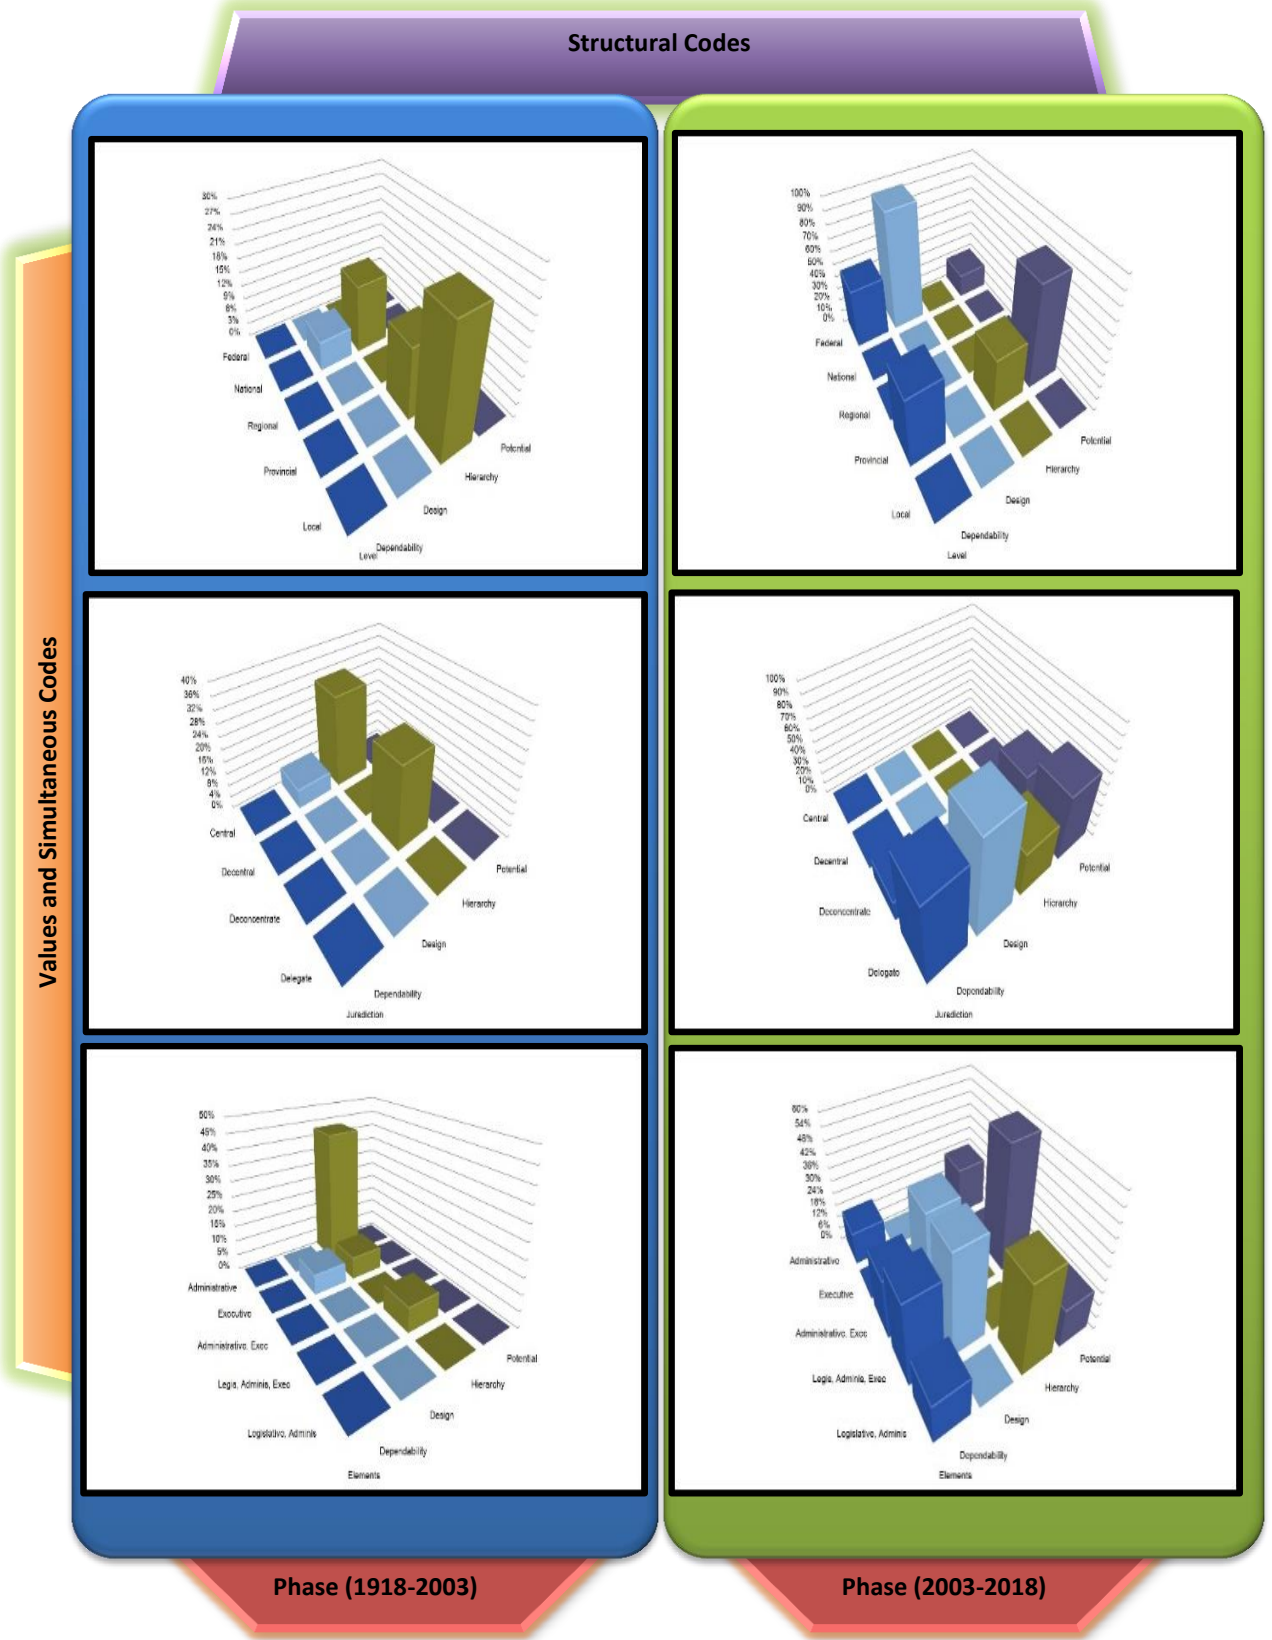 Structural Codes
Values and Simultaneous Codes
30%
27%
24%
21%
18%
15%
12%
9%
6%
3%
0%
Federal
National
Regional
Provincial
Local
Potential
Hierarchy
Design
Dependability
Level
100%
90%
80%
70%
60%
50%
40%
30%
20%
10%
0%
Federal
National
Regional
Provincial
Local
Potential
Hierarchy
Design
Dependability
Level
40%
36%
32%
28%
24%
20%
16%
12%
8%
4%
0%
Central
Decentral
Deconcentrate
Delegate
Potential
Hierarchy
Design
Dependability
Juradiction
100%
90%
80%
70%
60%
50%
40%
30%
20%
10%
0%
Central
Decentral
Deconcentrate
Delegate
Potential
Hierarchy
Design
Dependability
Juradiction
50%
45%
40%
35%
30%
25%
20%
15%
10%
5%
0%
Administrative
Executive
Administrative, Exec
Legis, Adminis, Exec
Legislative, Adminis
Potential
Hierarchy
Design
Dependability
Elements
60%
54%
48%
42%
36%
30%
24%
18%
12%
6%
0%
Administrative
Executive
Administrative, Exec
Legis, Adminis, Exec
Legislative, Adminis
Potential
Hierarchy
Design
Dependability
Elements
Phase (1918-2003)
Phase (2003-2018)